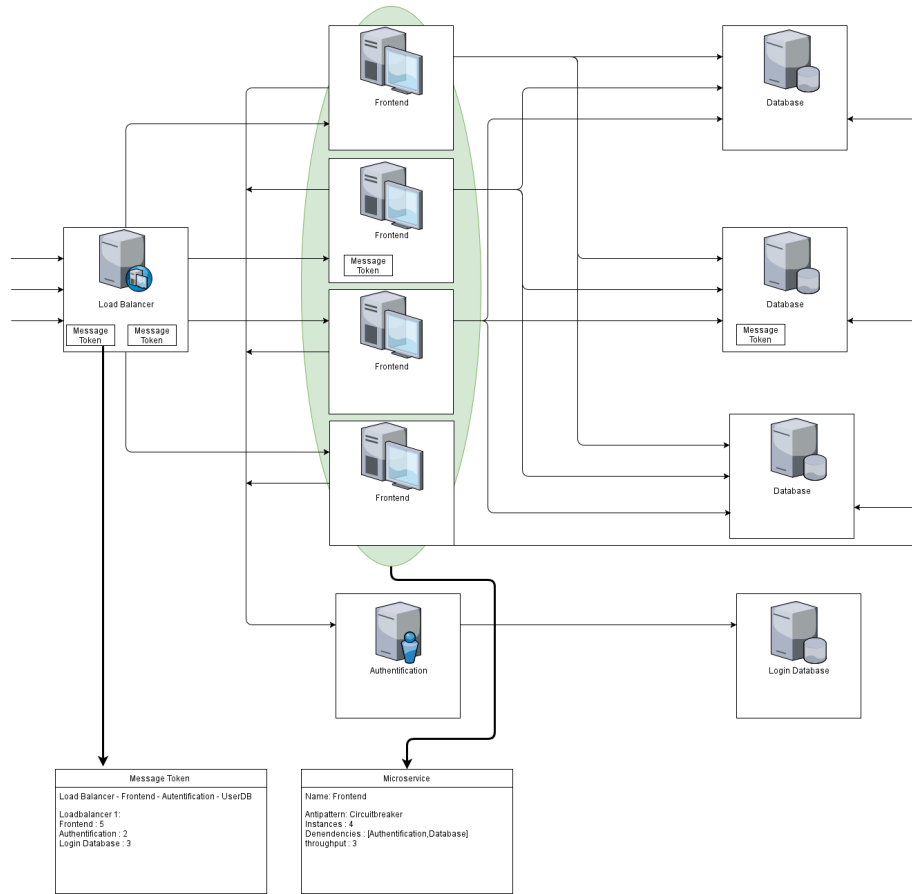 Frontend
Database
Frontend
Message
Token
Load Balancer
Message
Token
Message
Token
Database
Message
Token
Frontend
Frontend
Database
Authentification
Login Database
Message Token
Load Balancer - Frontend - Autentification - UserDB
Loadbalancer 1:
Frontend : 5
Authentification : 2
Login Database : 3
Microservice
Name: Frontend
Antipattern: Circuitbreaker
Instances : 4
Denendencies : [Authentification,Database]
throughput : 3